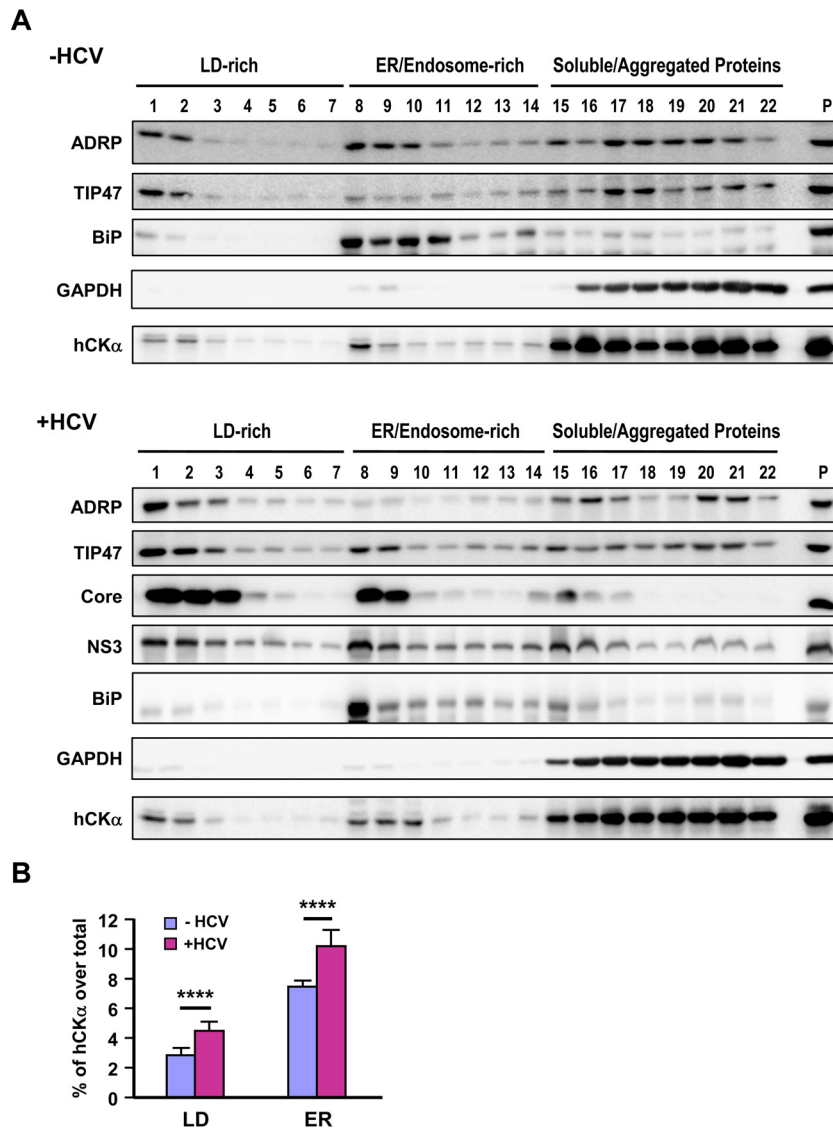 A
-HCV
LD-rich ER/Endosome-rich Soluble/Aggregated Proteins
1 2 3 4 5 6 7 8 9 10 11 12 13 14 15 16 17 18 19 20 21 22 P
ADRP
TIP47
BiP
GAPDH
hCKα
+HCV
LD-rich ER/Endosome-rich Soluble/Aggregated Proteins
1 2 3 4 5 6 7 8 9 10 11 12 13 14 15 16 17 18 19 20 21 22 P
ADRP
TIP47
Core
NS3
BiP
GAPDH
hCKα
B
% of hCKα over total
12
10
8
6
4
2
0
- HCV
+HCV
****
****
LD ER